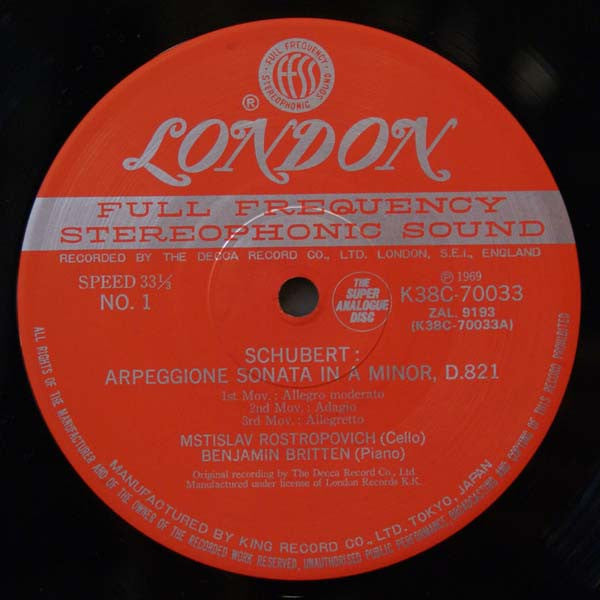 FULL FREQUENCY
FFSS
STEREOPHONIC SOUND
®
LONDON
FULL FREQUENCY
STEREOPHONIC SOUND
RECORDED BY THE DECCA RECORD CO., LTD. LONDON, S.E.I., ENGLAND
SPEED 33⅓
NO. 1
THE
SUPER
ANALOGUE
DISC
℗ 1969
K38C-70033
ZAL. 9193
(K38C-70033A)
SCHUBERT:
ARPEGGIONE SONATA IN A MINOR, D.821
1st Mov.: Allegro moderato
2nd Mov.: Adagio
3rd Mov.: Allegretto
MSTISLAV ROSTROPOVICH (Cello)
BENJAMIN BRITTEN (Piano)
Original recording by The Decca Record Co., Ltd.
Manufactured under license of London Records K.K.
MANUFACTURED BY KING RECORD CO., LTD. TOKYO, JAPAN
ALL RIGHTS OF THE MANUFACTURER AND OF THE OWNER OF THE RECORDED WORK RESERVED, UNAUTHORISED PUBLIC PERFORMANCE, BROADCASTING AND COPYING OF THIS RECORD PROHIBITED